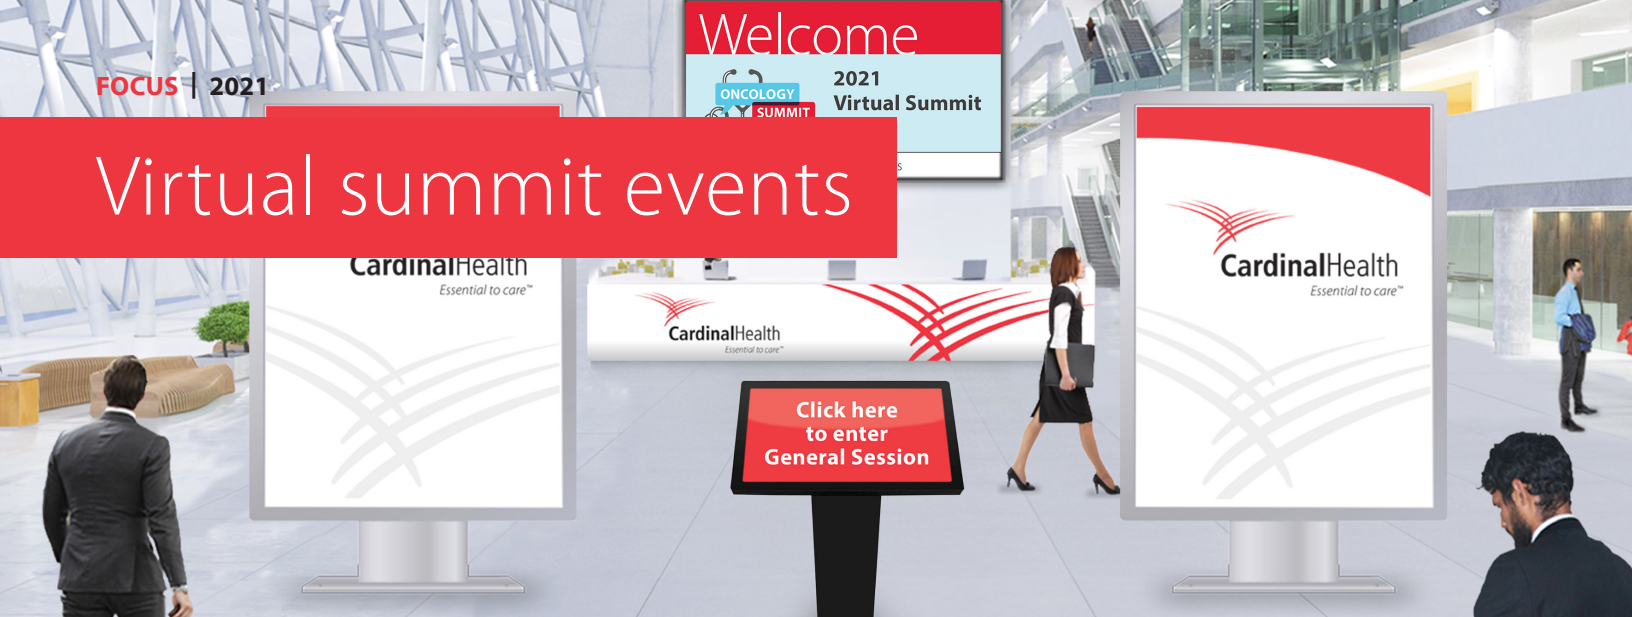 Welcome
FOCUS | 2021
2021
Virtual Summit
ONCOLOGY
SUMMIT
Virtual summit events
CardinalHealth
Essential to care™
CardinalHealth
Essential to care™
CardinalHealth
Essential to care™
Click here
to enter
General Session